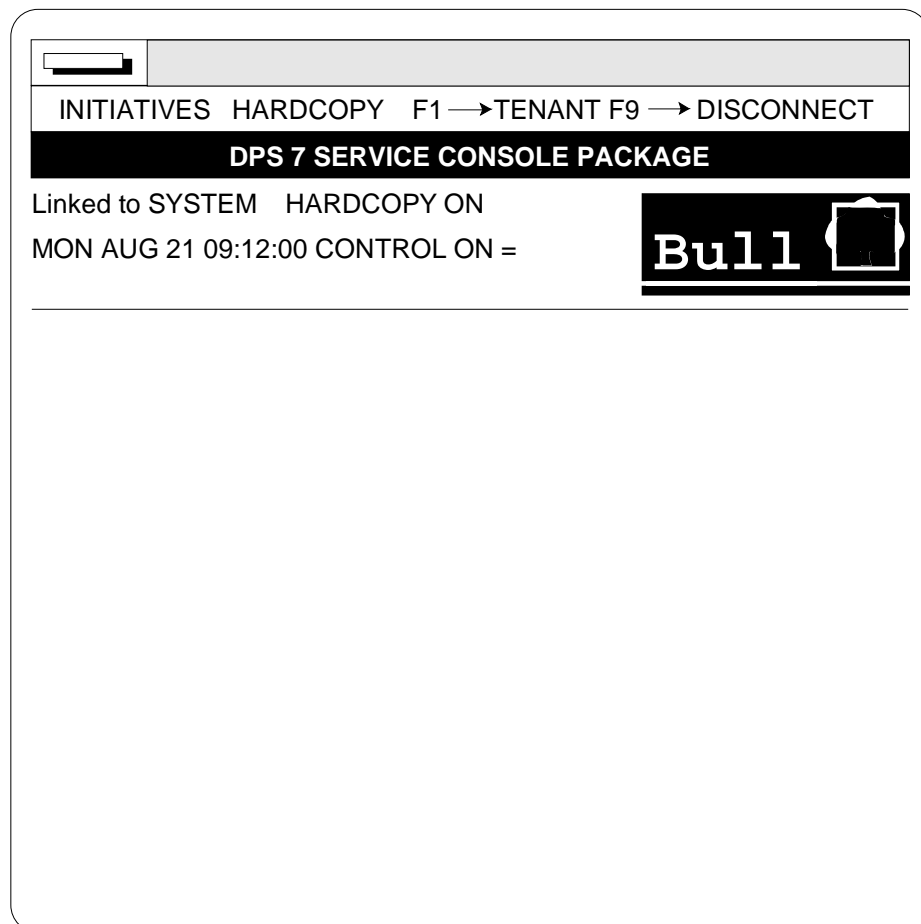 INITIATIVES HARDCOPY F1 → TENANT F9 → DISCONNECT
DPS 7 SERVICE CONSOLE PACKAGE
Linked to SYSTEM HARDCOPY ON
MON AUG 21 09:12:00 CONTROL ON =
Bull